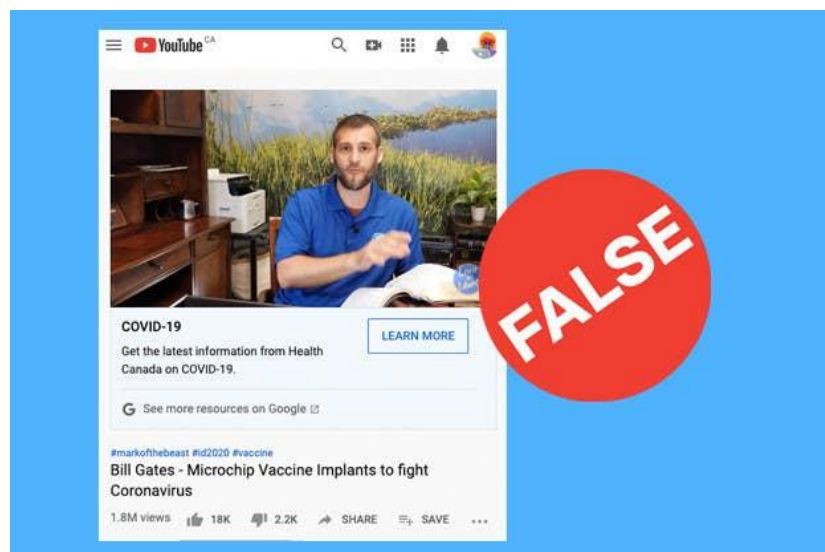 YouTube CA
COVID-19
LEARN MORE
Get the latest information from Health
Canada on COVID-19.
See more resources on Google
#markofthebeast #id2020 #vaccine
Bill Gates - Microchip Vaccine Implants to fight
Coronavirus
1.8M views 18K 2.2K SHARE SAVE
FALSE